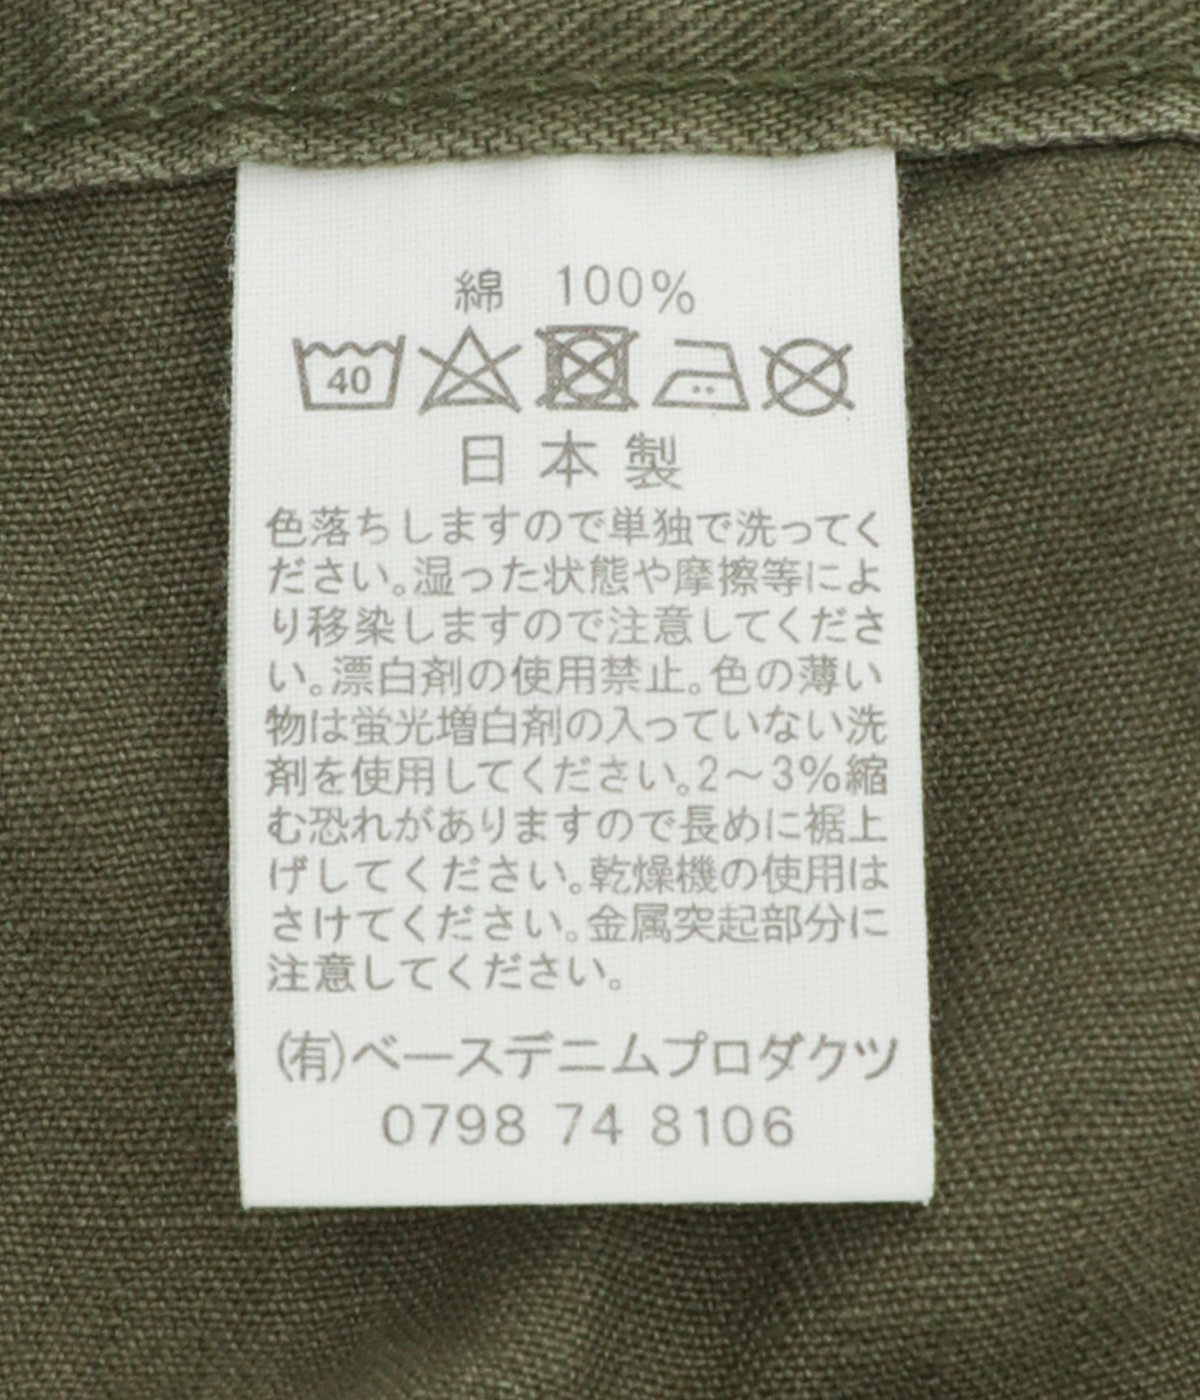 綿 100%
40
日本製
色落ちしますので単独で洗ってく
ださい。湿った状態や摩擦等によ
り移染しますので注意してくださ
い。漂白剤の使用禁止。色の薄い
物は蛍光増白剤の入っていない洗
剤を使用してください。2～3%縮
む恐れがありますので長めに裾上
げしてください。乾燥機の使用は
さけてください。金属突起部分に
注意してください。
(有)ベースデニムプロダクツ
0798 74 8106